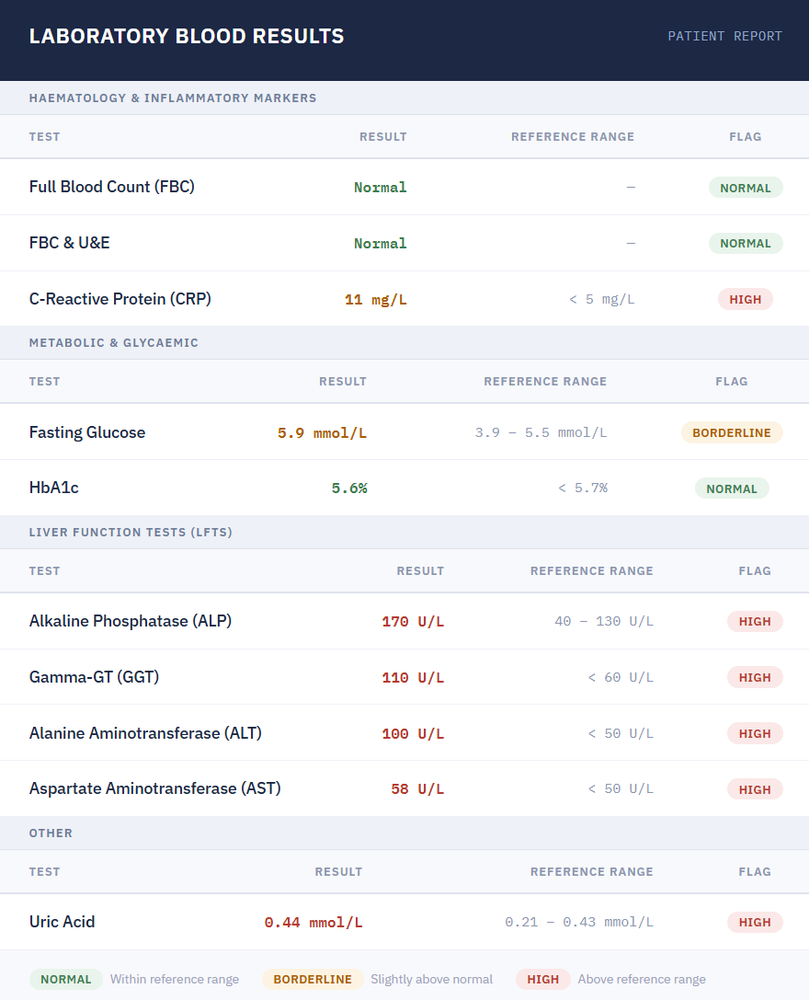 LABORATORY BLOOD RESULTS PATIENT REPORT
HAEMATOLOGY & INFLAMMATORY MARKERS
TEST RESULT REFERENCE RANGE FLAG
Full Blood Count (FBC) Normal — NORMAL
FBC & U&E Normal — NORMAL
C-Reactive Protein (CRP) 11 mg/L < 5 mg/L HIGH
METABOLIC & GLYCAEMIC
TEST RESULT REFERENCE RANGE FLAG
Fasting Glucose 5.9 mmol/L 3.9 – 5.5 mmol/L BORDERLINE
HbA1c 5.6% < 5.7% NORMAL
LIVER FUNCTION TESTS (LFTS)
TEST RESULT REFERENCE RANGE FLAG
Alkaline Phosphatase (ALP) 170 U/L 40 – 130 U/L HIGH
Gamma-GT (GGT) 110 U/L < 60 U/L HIGH
Alanine Aminotransferase (ALT) 100 U/L < 50 U/L HIGH
Aspartate Aminotransferase (AST) 58 U/L < 50 U/L HIGH
OTHER
TEST RESULT REFERENCE RANGE FLAG
Uric Acid 0.44 mmol/L 0.21 – 0.43 mmol/L HIGH
NORMAL Within reference range BORDERLINE Slightly above normal HIGH Above reference range